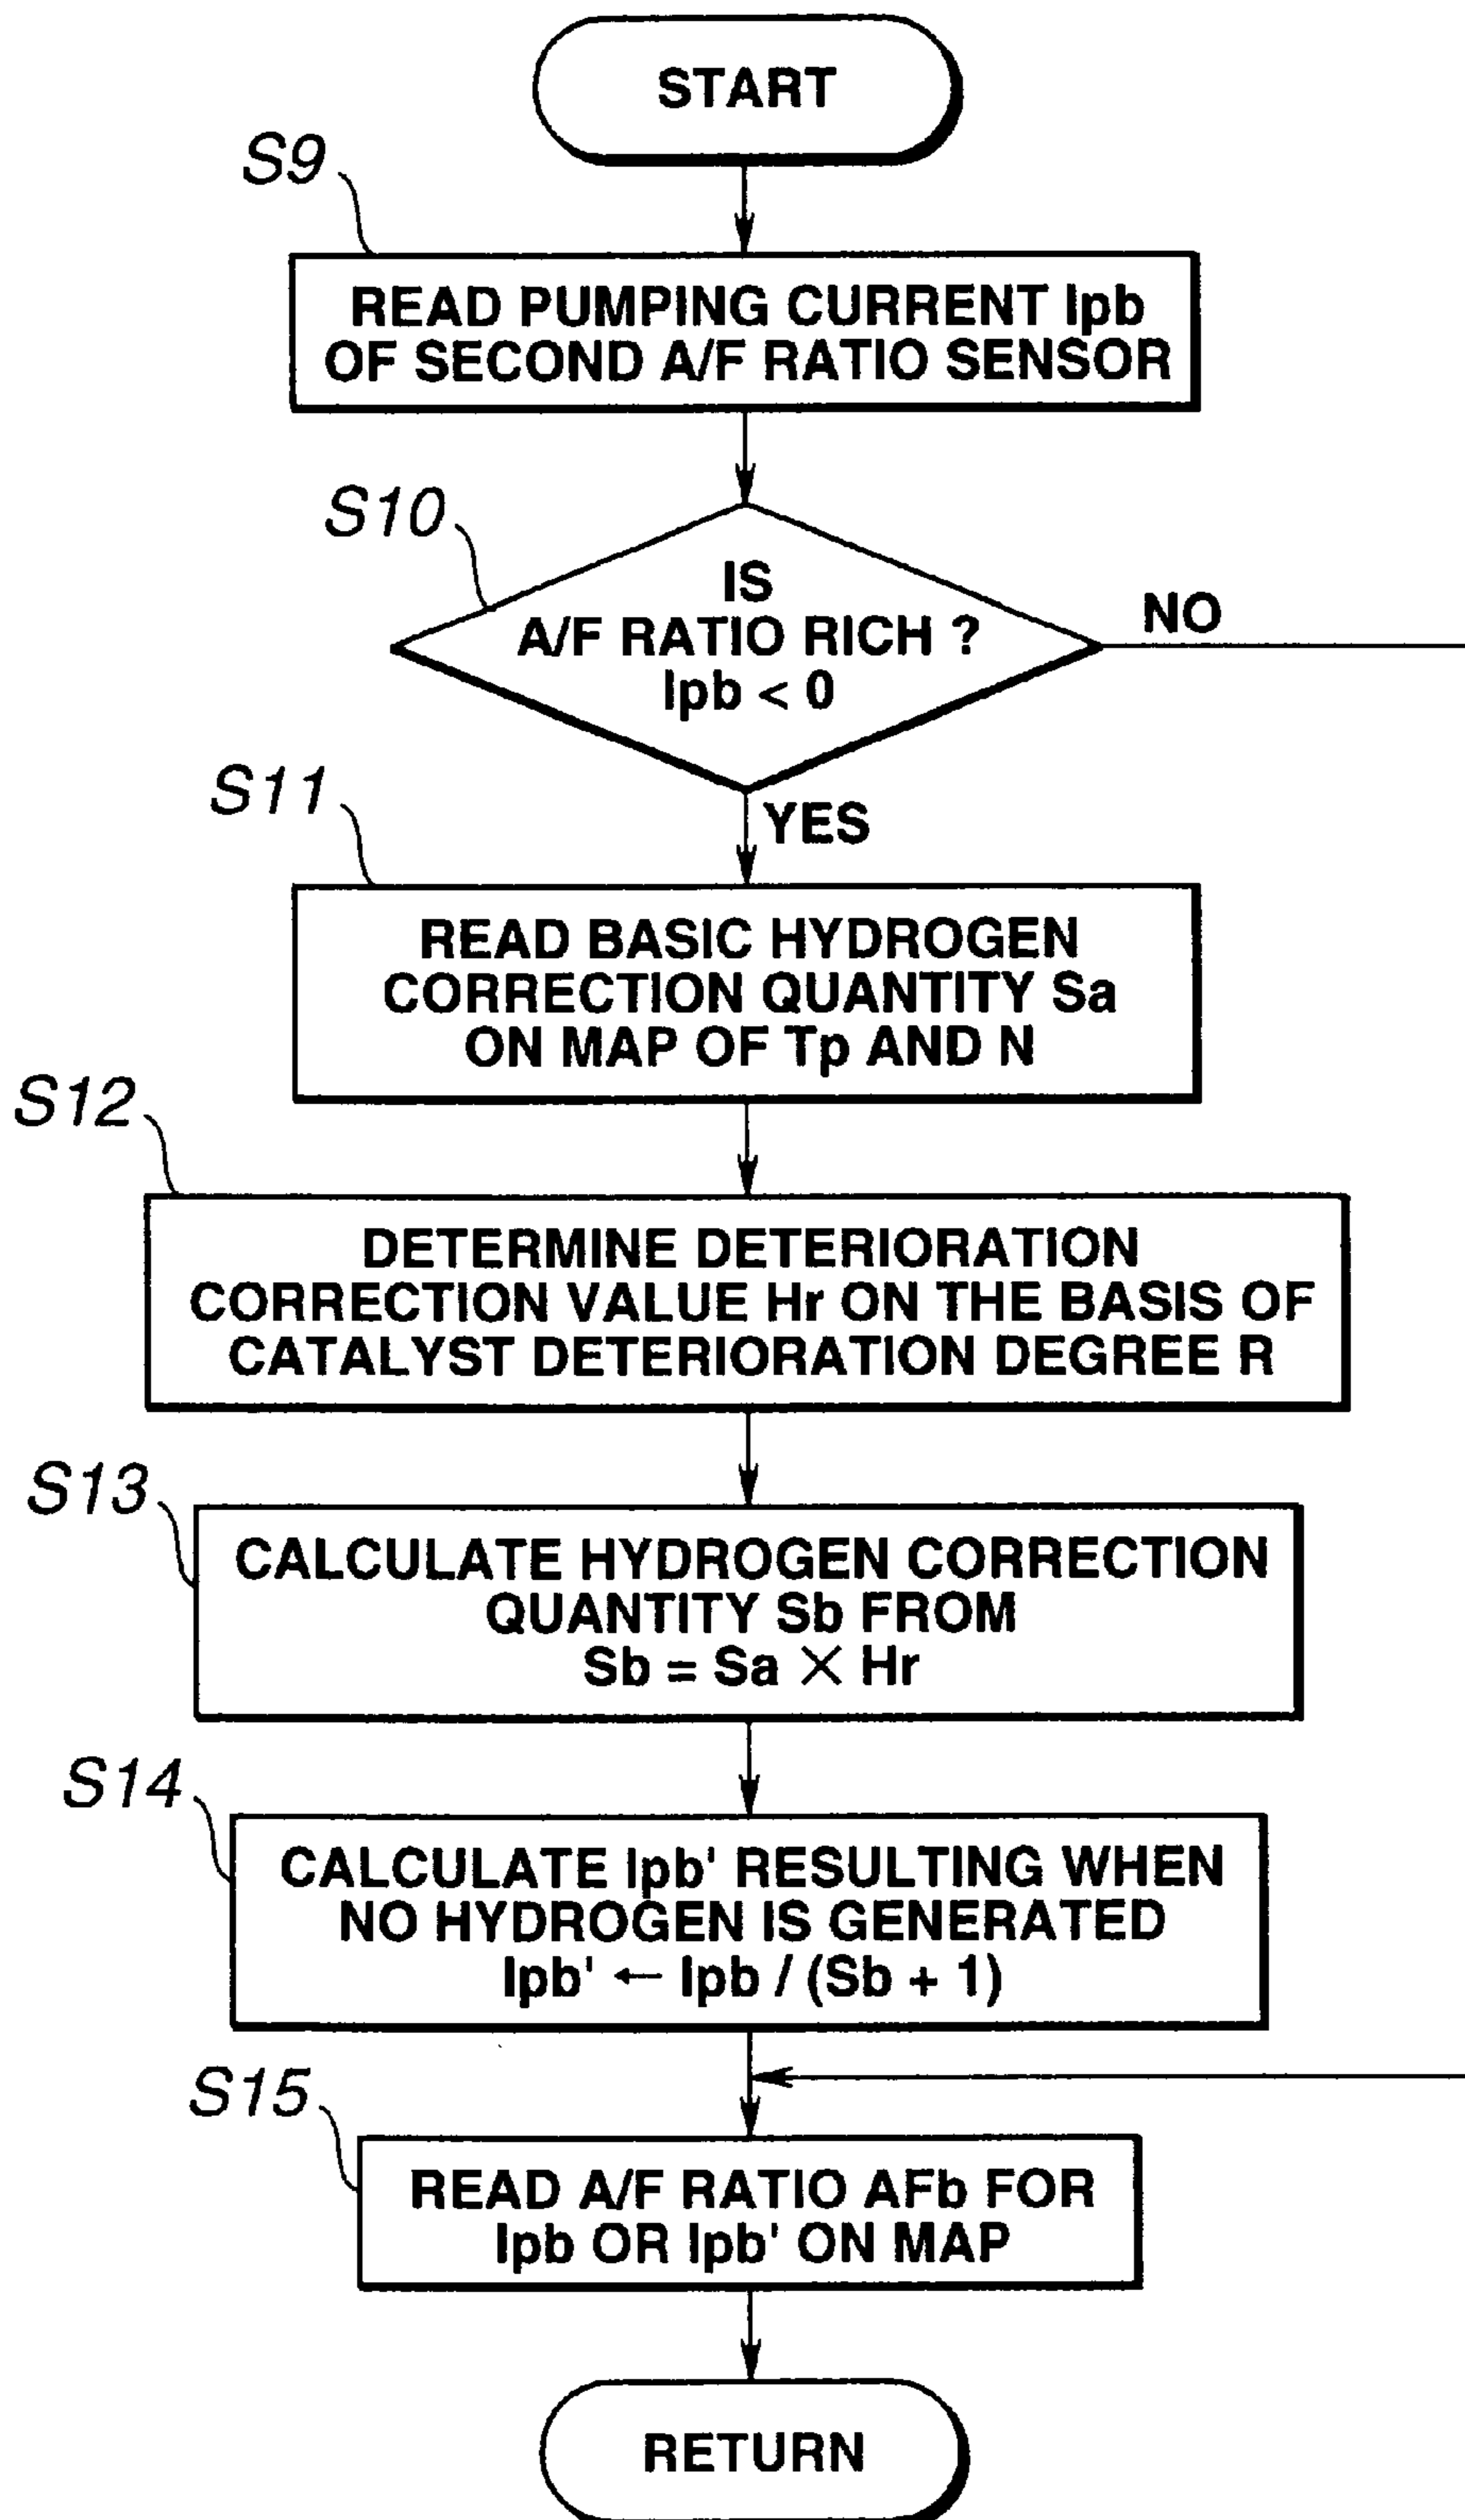 START
S9
READ PUMPING CURRENT Ipb
OF SECOND A/F RATIO SENSOR
S10
IS
A/F RATIO RICH ?
Ipb < 0
NO
YES
S11
READ BASIC HYDROGEN
CORRECTION QUANTITY Sa
ON MAP OF Tp AND N
S12
DETERMINE DETERIORATION
CORRECTION VALUE Hr ON THE BASIS OF
CATALYST DETERIORATION DEGREE R
S13
CALCULATE HYDROGEN CORRECTION
QUANTITY Sb FROM
Sb = Sa × Hr
S14
CALCULATE Ipb' RESULTING WHEN
NO HYDROGEN IS GENERATED
Ipb' ← Ipb / (Sb + 1)
S15
READ A/F RATIO AFb FOR
Ipb OR Ipb' ON MAP
RETURN